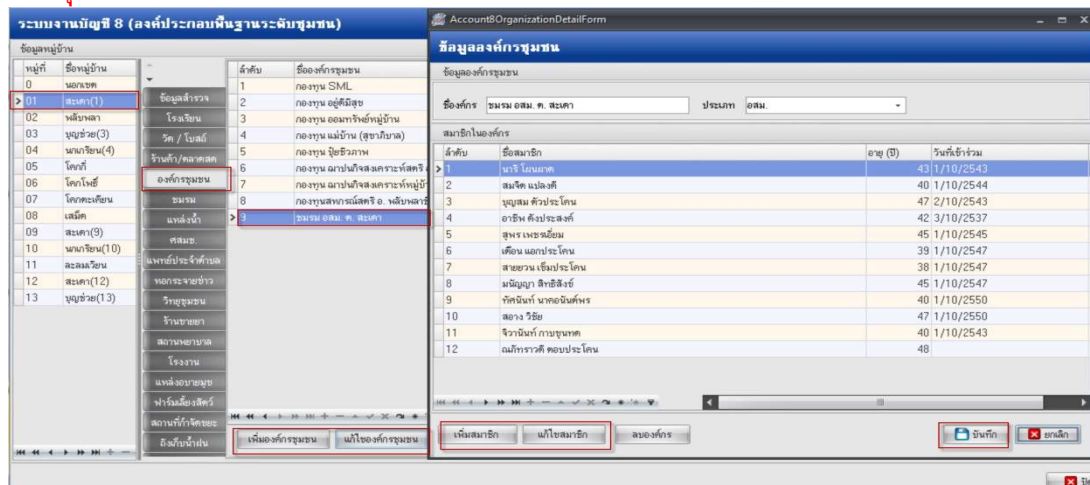 ระบบงานบัญชี 8 (องค์ประกอบพื้นฐานระดับชุมชน)
ข้อมูลหมู่บ้าน
หมู่ที่ ชื่อหมู่บ้าน
0 นอกเขต
01 สะเดา(1)
02 พลับพลา
03 บุญช่วย(3)
04 นกเกรียน(4)
05 โคกกี่
06 โคกโพธิ์
07 โคกตะเคียน
08 เสม็ด
09 สะเดา(9)
10 นกเกรียน(10)
11 ละลมเวียน
12 สะเดา(12)
13 บุญช่วย(13)
ข้อมูลสำรวจ
โรงเรียน
วัด / โบสถ์
ร้านค้า/ตลาดสด
องค์กรชุมชน
ชมรม
แหล่งน้ำ
ศสมช.
แพทย์ประจำตำบล
หอกระจายข่าว
วิทยุชุมชน
ร้านขายยา
สถานพยาบาล
โรงงาน
แหล่งอบายมุข
ฟาร์มเลี้ยงสัตว์
สถานที่กำจัดขยะ
ถังเก็บน้ำฝน
ลำดับ ชื่อองค์กรชุมชน
1 กองทุน SML
2 กองทุน อยู่ดีมีสุข
3 กองทุน ออมทรัพย์หมู่บ้าน
4 กองทุน แม่บ้าน (สุขาภิบาล)
5 กองทุน ปุ๋ยชีวภาพ
6 กองทุน ฌาปนกิจสงเคราะห์สตรี
7 กองทุน ฌาปนกิจสงเคราะห์หมู่บ้
8 กองทุนสหกรณ์สตรี อ. พลับพลาชั
9 ชมรม อสม. ต. สะเดา
เพิ่มองค์กรชุมชน แก้ไของค์กรชุมชน
Account8OrganizationDetailForm
ข้อมูลองค์กรชุมชน
ข้อมูลองค์กรชุมชน
ชื่อองค์กร ชมรม อสม. ต. สะเดา ประเภท อสม.
สมาชิกในองค์กร
ลำดับ ชื่อสมาชิก อายุ (ปี) วันที่เข้าร่วม
1 นารี โผนผาด 43 1/10/2543
2 สมจิต แปลงดี 40 1/10/2544
3 บุญสม ตัวประโคน 47 2/10/2543
4 อาชีพ ดังประสงค์ 42 3/10/2537
5 สุพร เพชรเอี่ยม 45 1/10/2545
6 เตือน แอกประโคน 39 1/10/2547
7 สายยวน เข็มประโคน 38 1/10/2547
8 มนัญญา สิทธิสังข์ 45 1/10/2547
9 ทัศนันท์ นาคอนันต์พร 40 1/10/2550
10 สอาง วิชัย 47 1/10/2550
11 จิวานันท์ กาบขุนทด 40 1/10/2543
12 ณภัทราวดี ตอบประโคน 48
เพิ่มสมาชิก แก้ไขสมาชิก ลบองค์กร บันทึก ยกเลิก